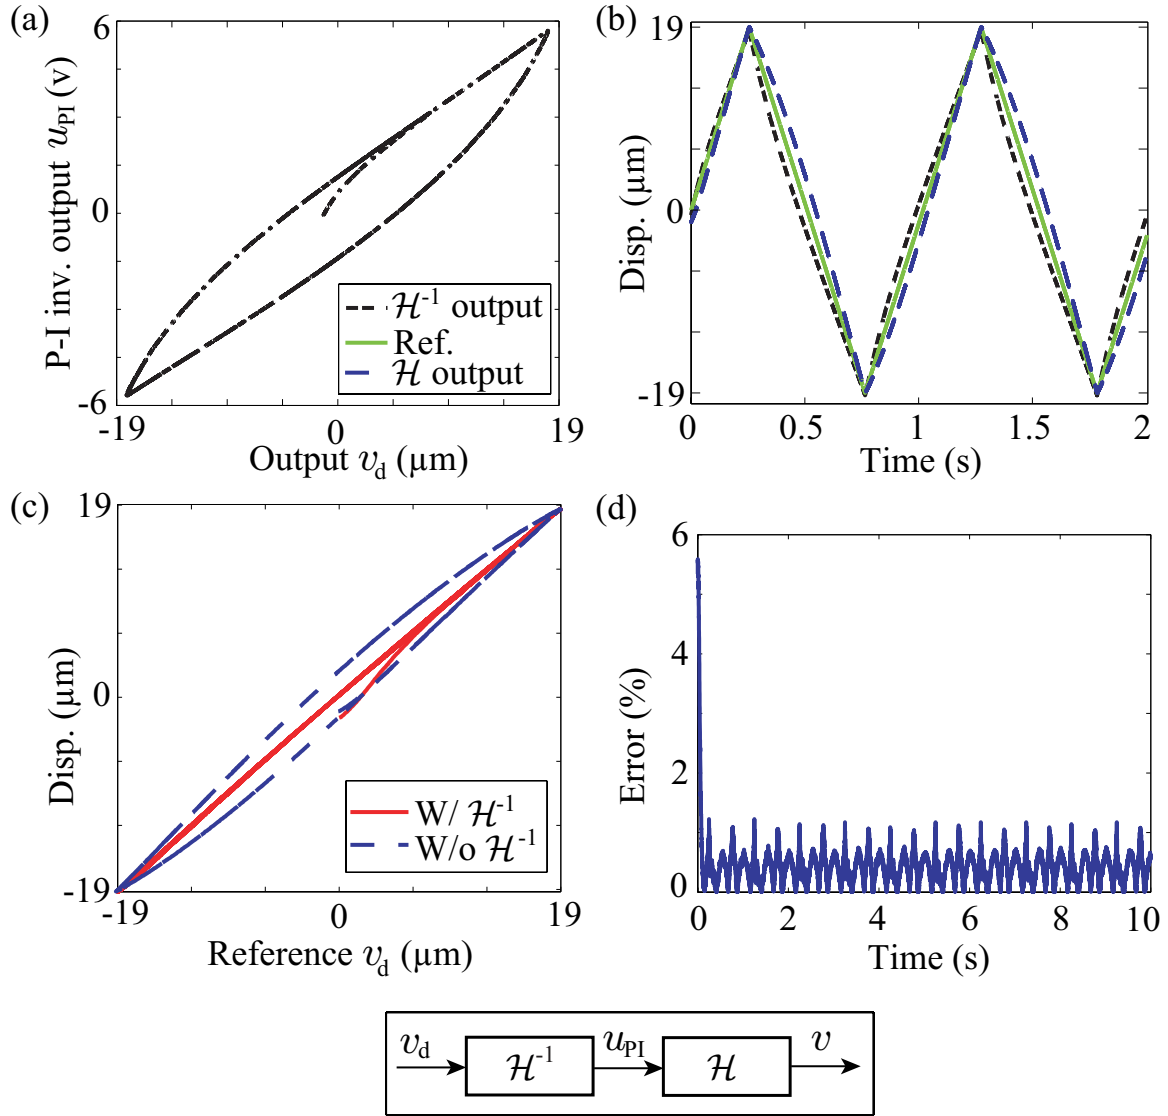 (a)
P-I inv. output u_PI (v)
6
0
-6
-19
0
19
Output v_d (µm)
H^-1 output
Ref.
H output
(b)
Disp. (µm)
19
0
-19
0
0.5
1
1.5
2
Time (s)
(c)
Disp. (µm)
19
0
-19
-19
0
19
Reference v_d (µm)
W/ H^-1
W/o H^-1
(d)
Error (%)
6
4
2
0
0
2
4
6
8
10
Time (s)
v_d
H^-1
u_PI
H
v